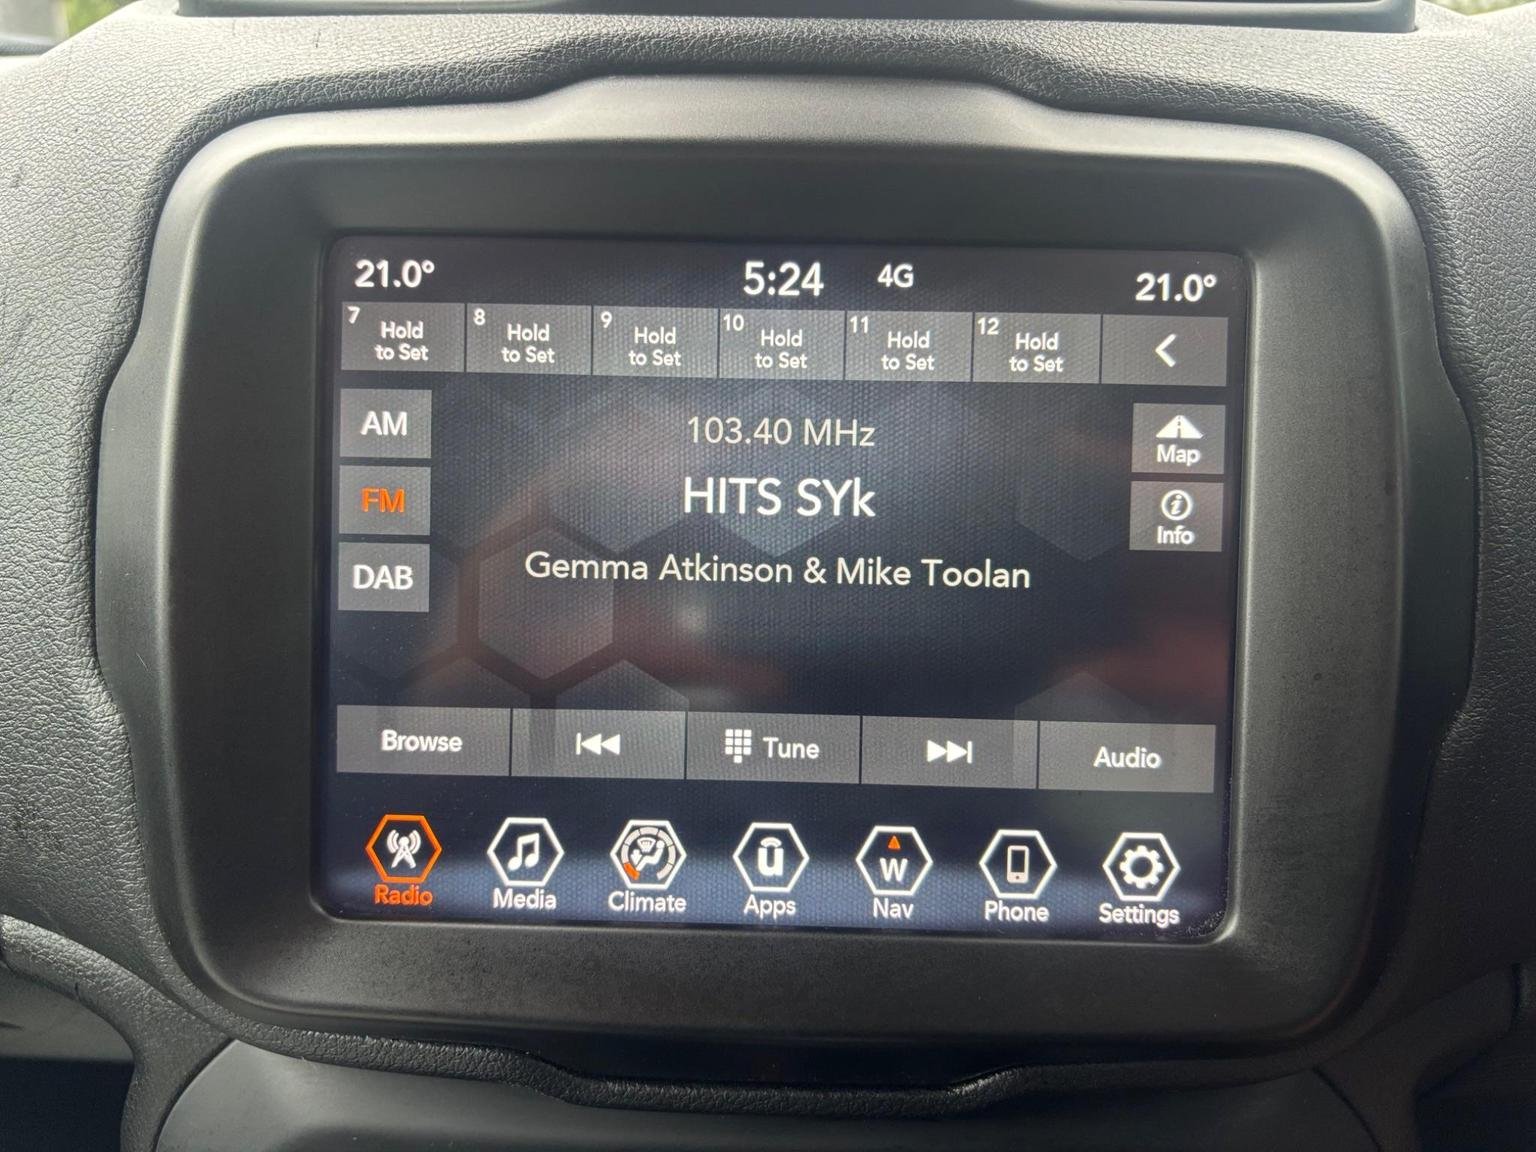 21.0° 5:24 4G 21.0°
7 Hold to Set
8 Hold to Set
9 Hold to Set
10 Hold to Set
11 Hold to Set
12 Hold to Set
AM
103.40 MHz
Map
FM
HITS SYk
Info
DAB
Gemma Atkinson & Mike Toolan
Browse Tune Audio
Radio Media Climate Apps Nav Phone Settings
ū
W